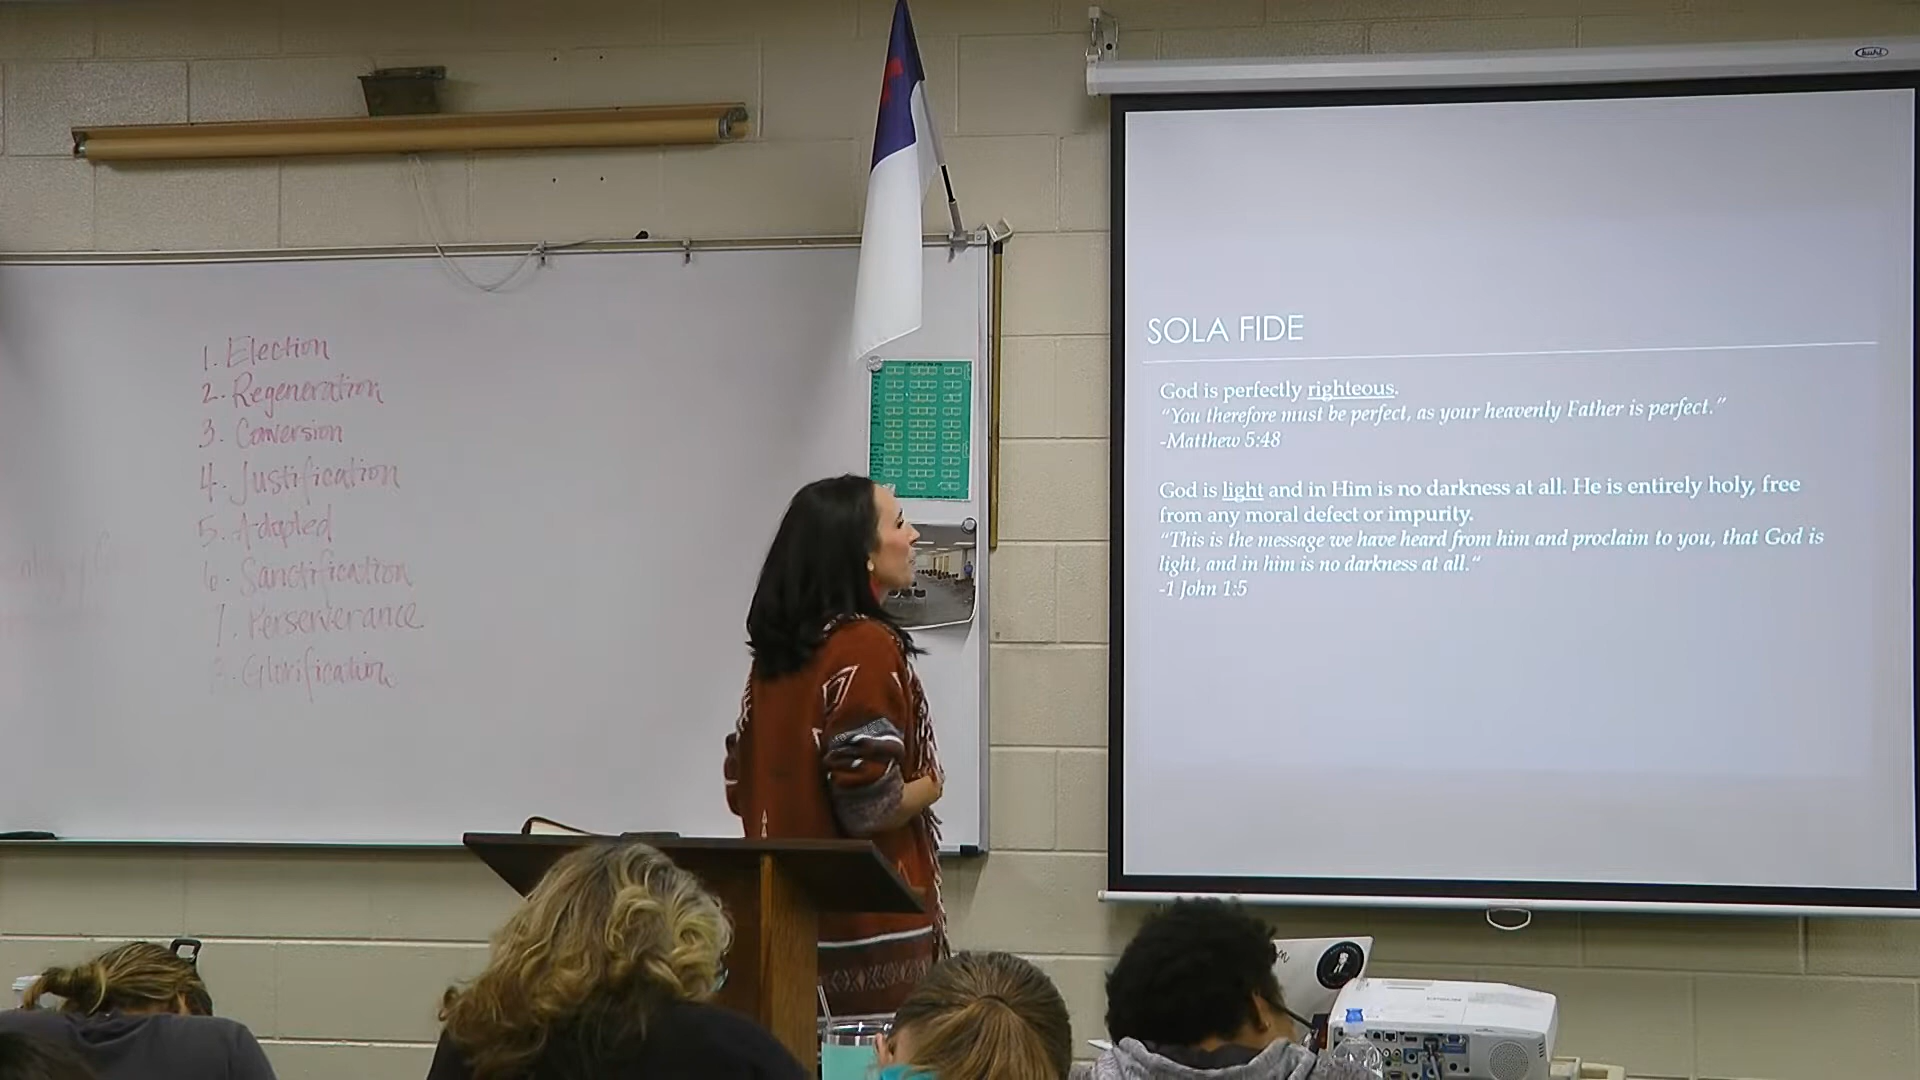 1. Election
2. Regeneration
3. Conversion
4. Justification
5. Adopted
6. Sanctification
7. Perserverance
8. Glorification
SOLA FIDE
God is perfectly righteous.
“You therefore must be perfect, as your heavenly Father is perfect.”
-Matthew 5:48
God is light and in Him is no darkness at all. He is entirely holy, free
from any moral defect or impurity.
“This is the message we have heard from him and proclaim to you, that God is
light, and in him is no darkness at all.“
-1 John 1:5